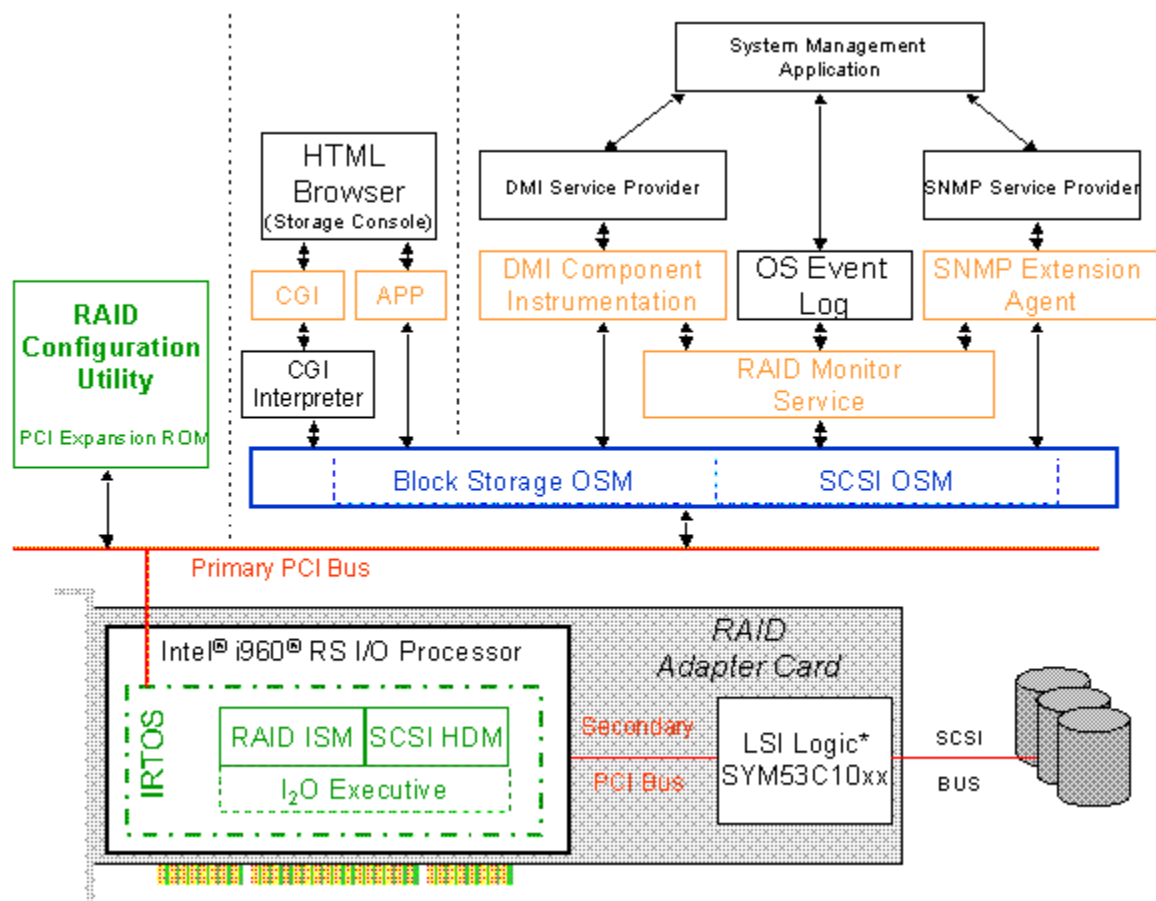 System Management
Application
HTML
Browser
(Storage Console)
DMI Service Provider
SNMP Service Provider
CGI
APP
DMI Component
Instrumentation
OS Event
Log
SNMP Extension
Agent
RAID
Configuration
Utility
PCI Expansion ROM
CGI
Interpreter
RAID Monitor
Service
Block Storage OSM
SCSI OSM
Primary PCI Bus
RAID
Adapter Card
Intel® i960® RS I/O Processor
IRTOS
RAID ISM
SCSI HDM
I₂O Executive
Secondary
PCI Bus
LSI Logic*
SYM53C10xx
SCSI
BUS